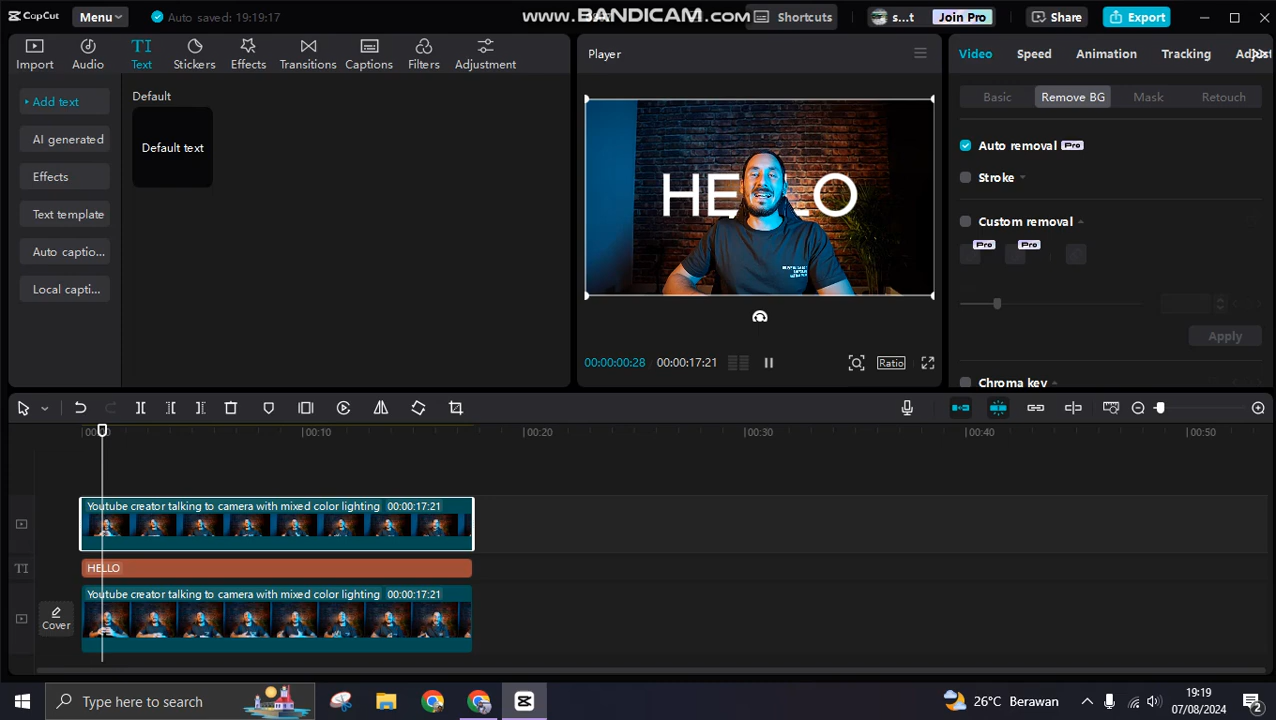 CapCut
Menu
Auto saved: 19:19:17
www.BANDICAM.com
Shortcuts
s...t
Join Pro
Share
Export
Import
Audio
TI
Text
Stickers
Effects
Transitions
Captions
Filters
Adjustment
Add text
AI generated
Effects
Text template
Auto captio...
Local capti...
Default
Default text
Player
HELLO
00:00:00:28
00:00:17:21
Ratio
Video
Speed
Animation
Tracking
Adjust
Basic
Remove BG
Mask
Retouch
Auto removal
Pro
Stroke
Custom removal
Pro
Pro
Apply
Chroma key
00:10
00:20
00:30
00:40
00:50
Youtube creator talking to camera with mixed color lighting 00:00:17:21
TI
HELLO
Youtube creator talking to camera with mixed color lighting 00:00:17:21
Cover
Type here to search
26°C Berawan
19:19
07/08/2024
2